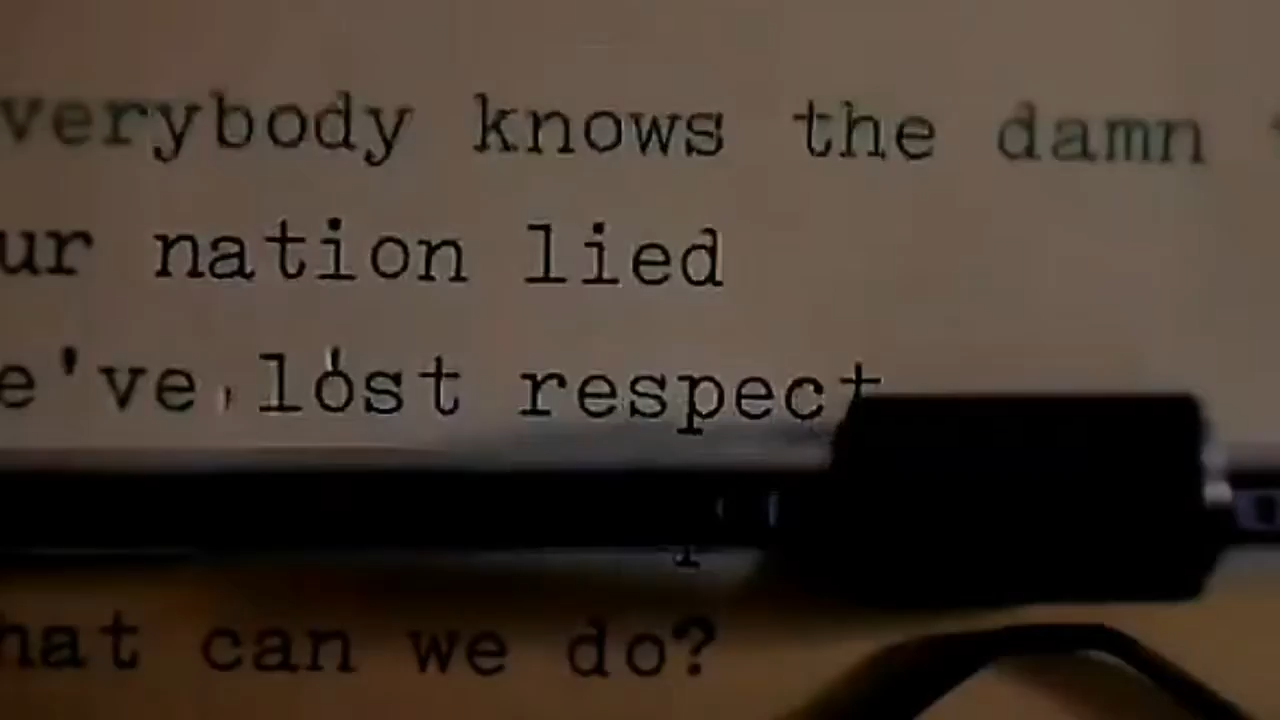 verybody knows the damn
ur nation lied
e've lost respect
hat can we do?